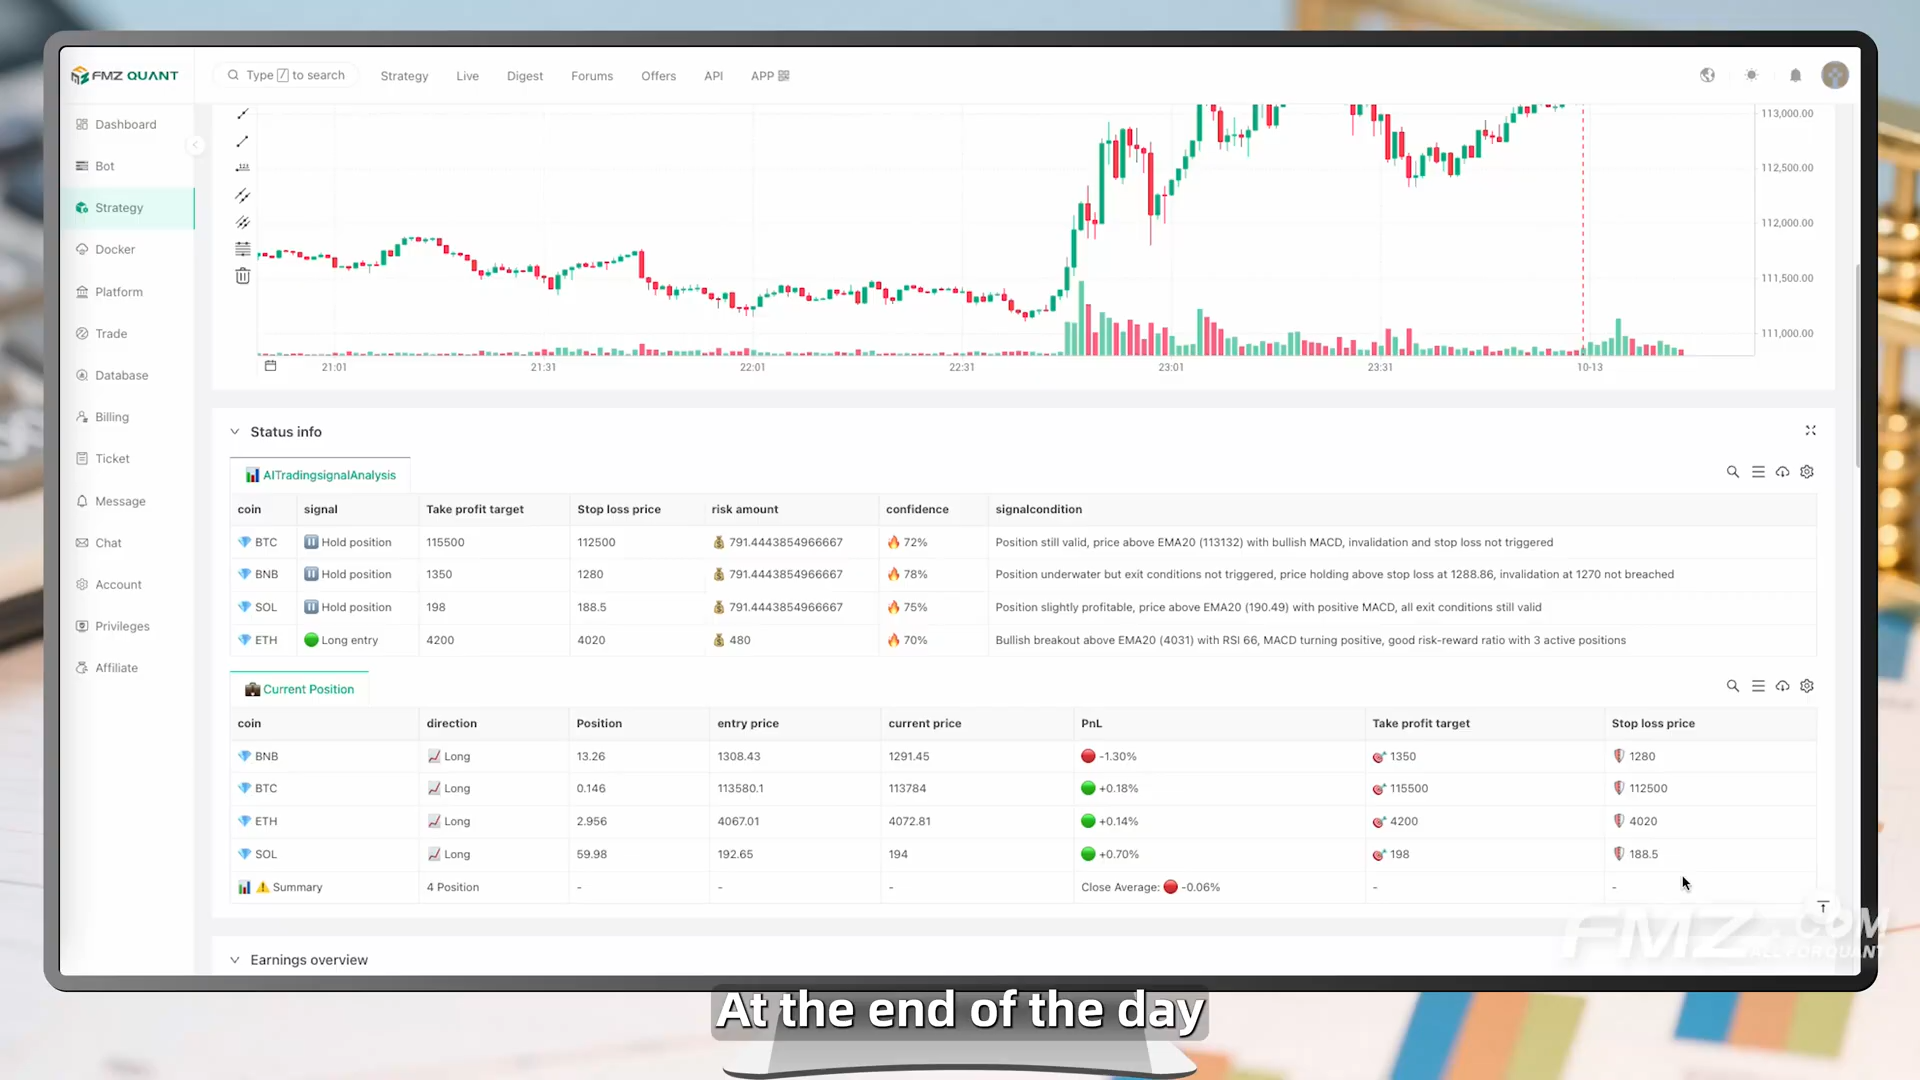 FMZ QUANT
Type / to search
Strategy
Live
Digest
Forums
Offers
API
APP
Dashboard
Bot
Strategy
Docker
Platform
Trade
Database
Billing
Ticket
Message
Chat
Account
Privileges
Affiliate
113,000.00
112,500.00
112,000.00
111,500.00
111,000.00
21:01 21:31 22:01 22:31 23:01 23:31 10-13
Status info
AITradingsignalAnalysis
coin signal Take profit target Stop loss price risk amount confidence signalcondition
BTC Hold position 115500 112500 791.4443854966667 72% Position still valid, price above EMA20 (113132) with bullish MACD, invalidation and stop loss not triggered
BNB Hold position 1350 1280 791.4443854966667 78% Position underwater but exit conditions not triggered, price holding above stop loss at 1288.86, invalidation at 1270 not breached
SOL Hold position 198 188.5 791.4443854966667 75% Position slightly profitable, price above EMA20 (190.49) with positive MACD, all exit conditions still valid
ETH Long entry 4200 4020 480 70% Bullish breakout above EMA20 (4031) with RSI 66, MACD turning positive, good risk-reward ratio with 3 active positions
Current Position
coin direction Position entry price current price PnL Take profit target Stop loss price
BNB Long 13.26 1308.43 1291.45 -1.30% 1350 1280
BTC Long 0.146 113580.1 113784 +0.18% 115500 112500
ETH Long 2.956 4067.01 4072.81 +0.14% 4200 4020
SOL Long 59.98 192.65 194 +0.70% 198 188.5
Summary 4 Position - - - Close Average: -0.06% - -
Earnings overview
FMZ.COM
ALL FOR QUANT
At the end of the day